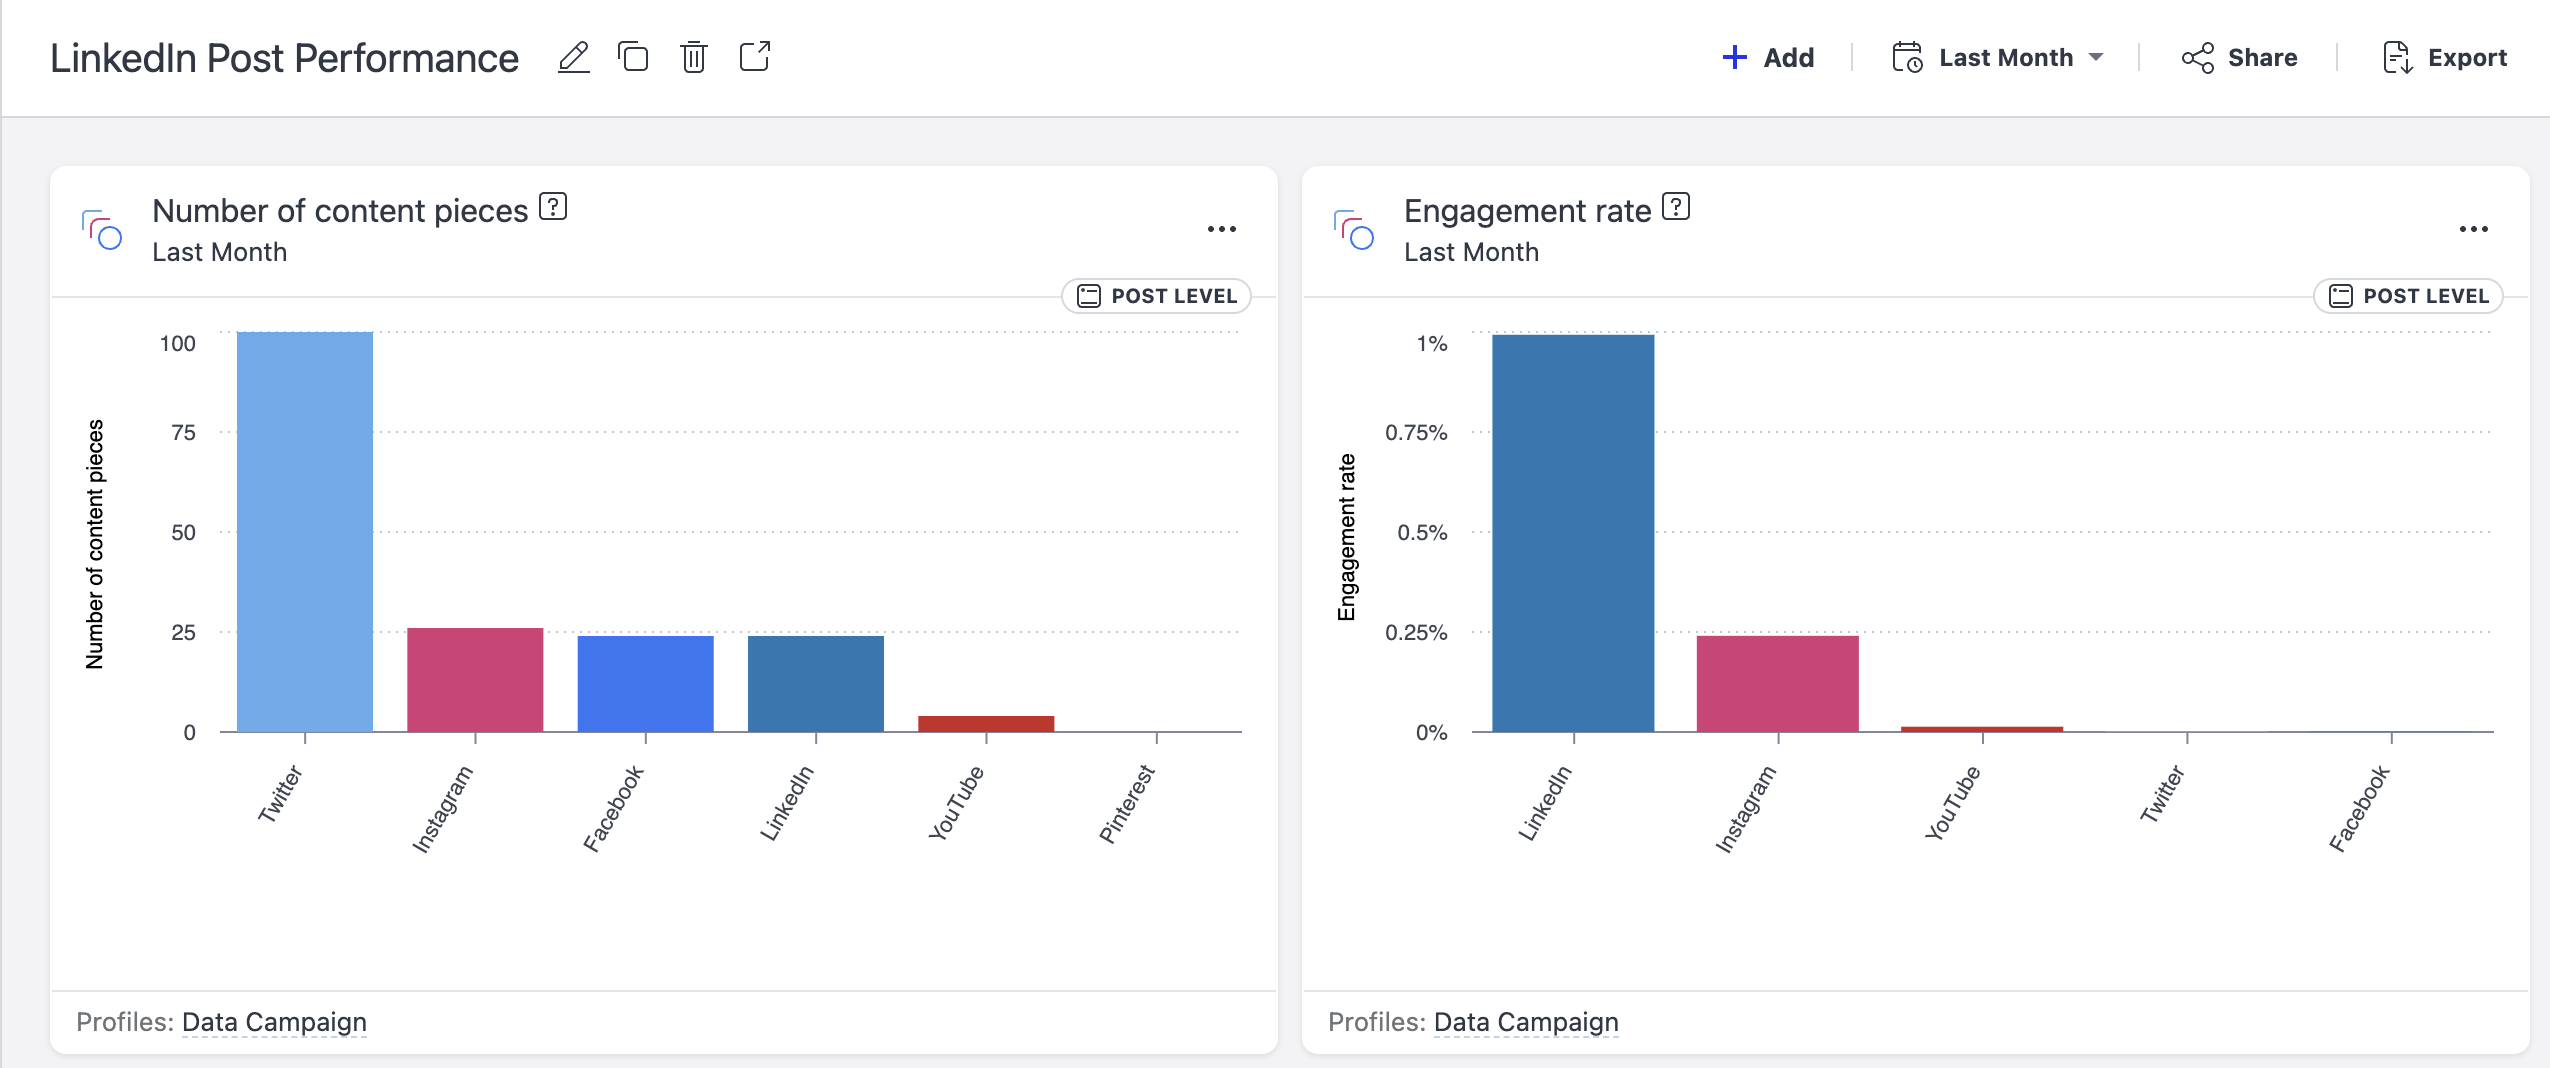 LinkedIn Post Performance
Add
Last Month
Share
Export
Number of content pieces
Last Month
POST LEVEL
Number of content pieces
100
75
50
25
0
Twitter
Instagram
Facebook
LinkedIn
YouTube
Pinterest
Profiles: Data Campaign
Engagement rate
Last Month
POST LEVEL
Engagement rate
1%
0.75%
0.5%
0.25%
0%
LinkedIn
Instagram
YouTube
Twitter
Facebook
Profiles: Data Campaign